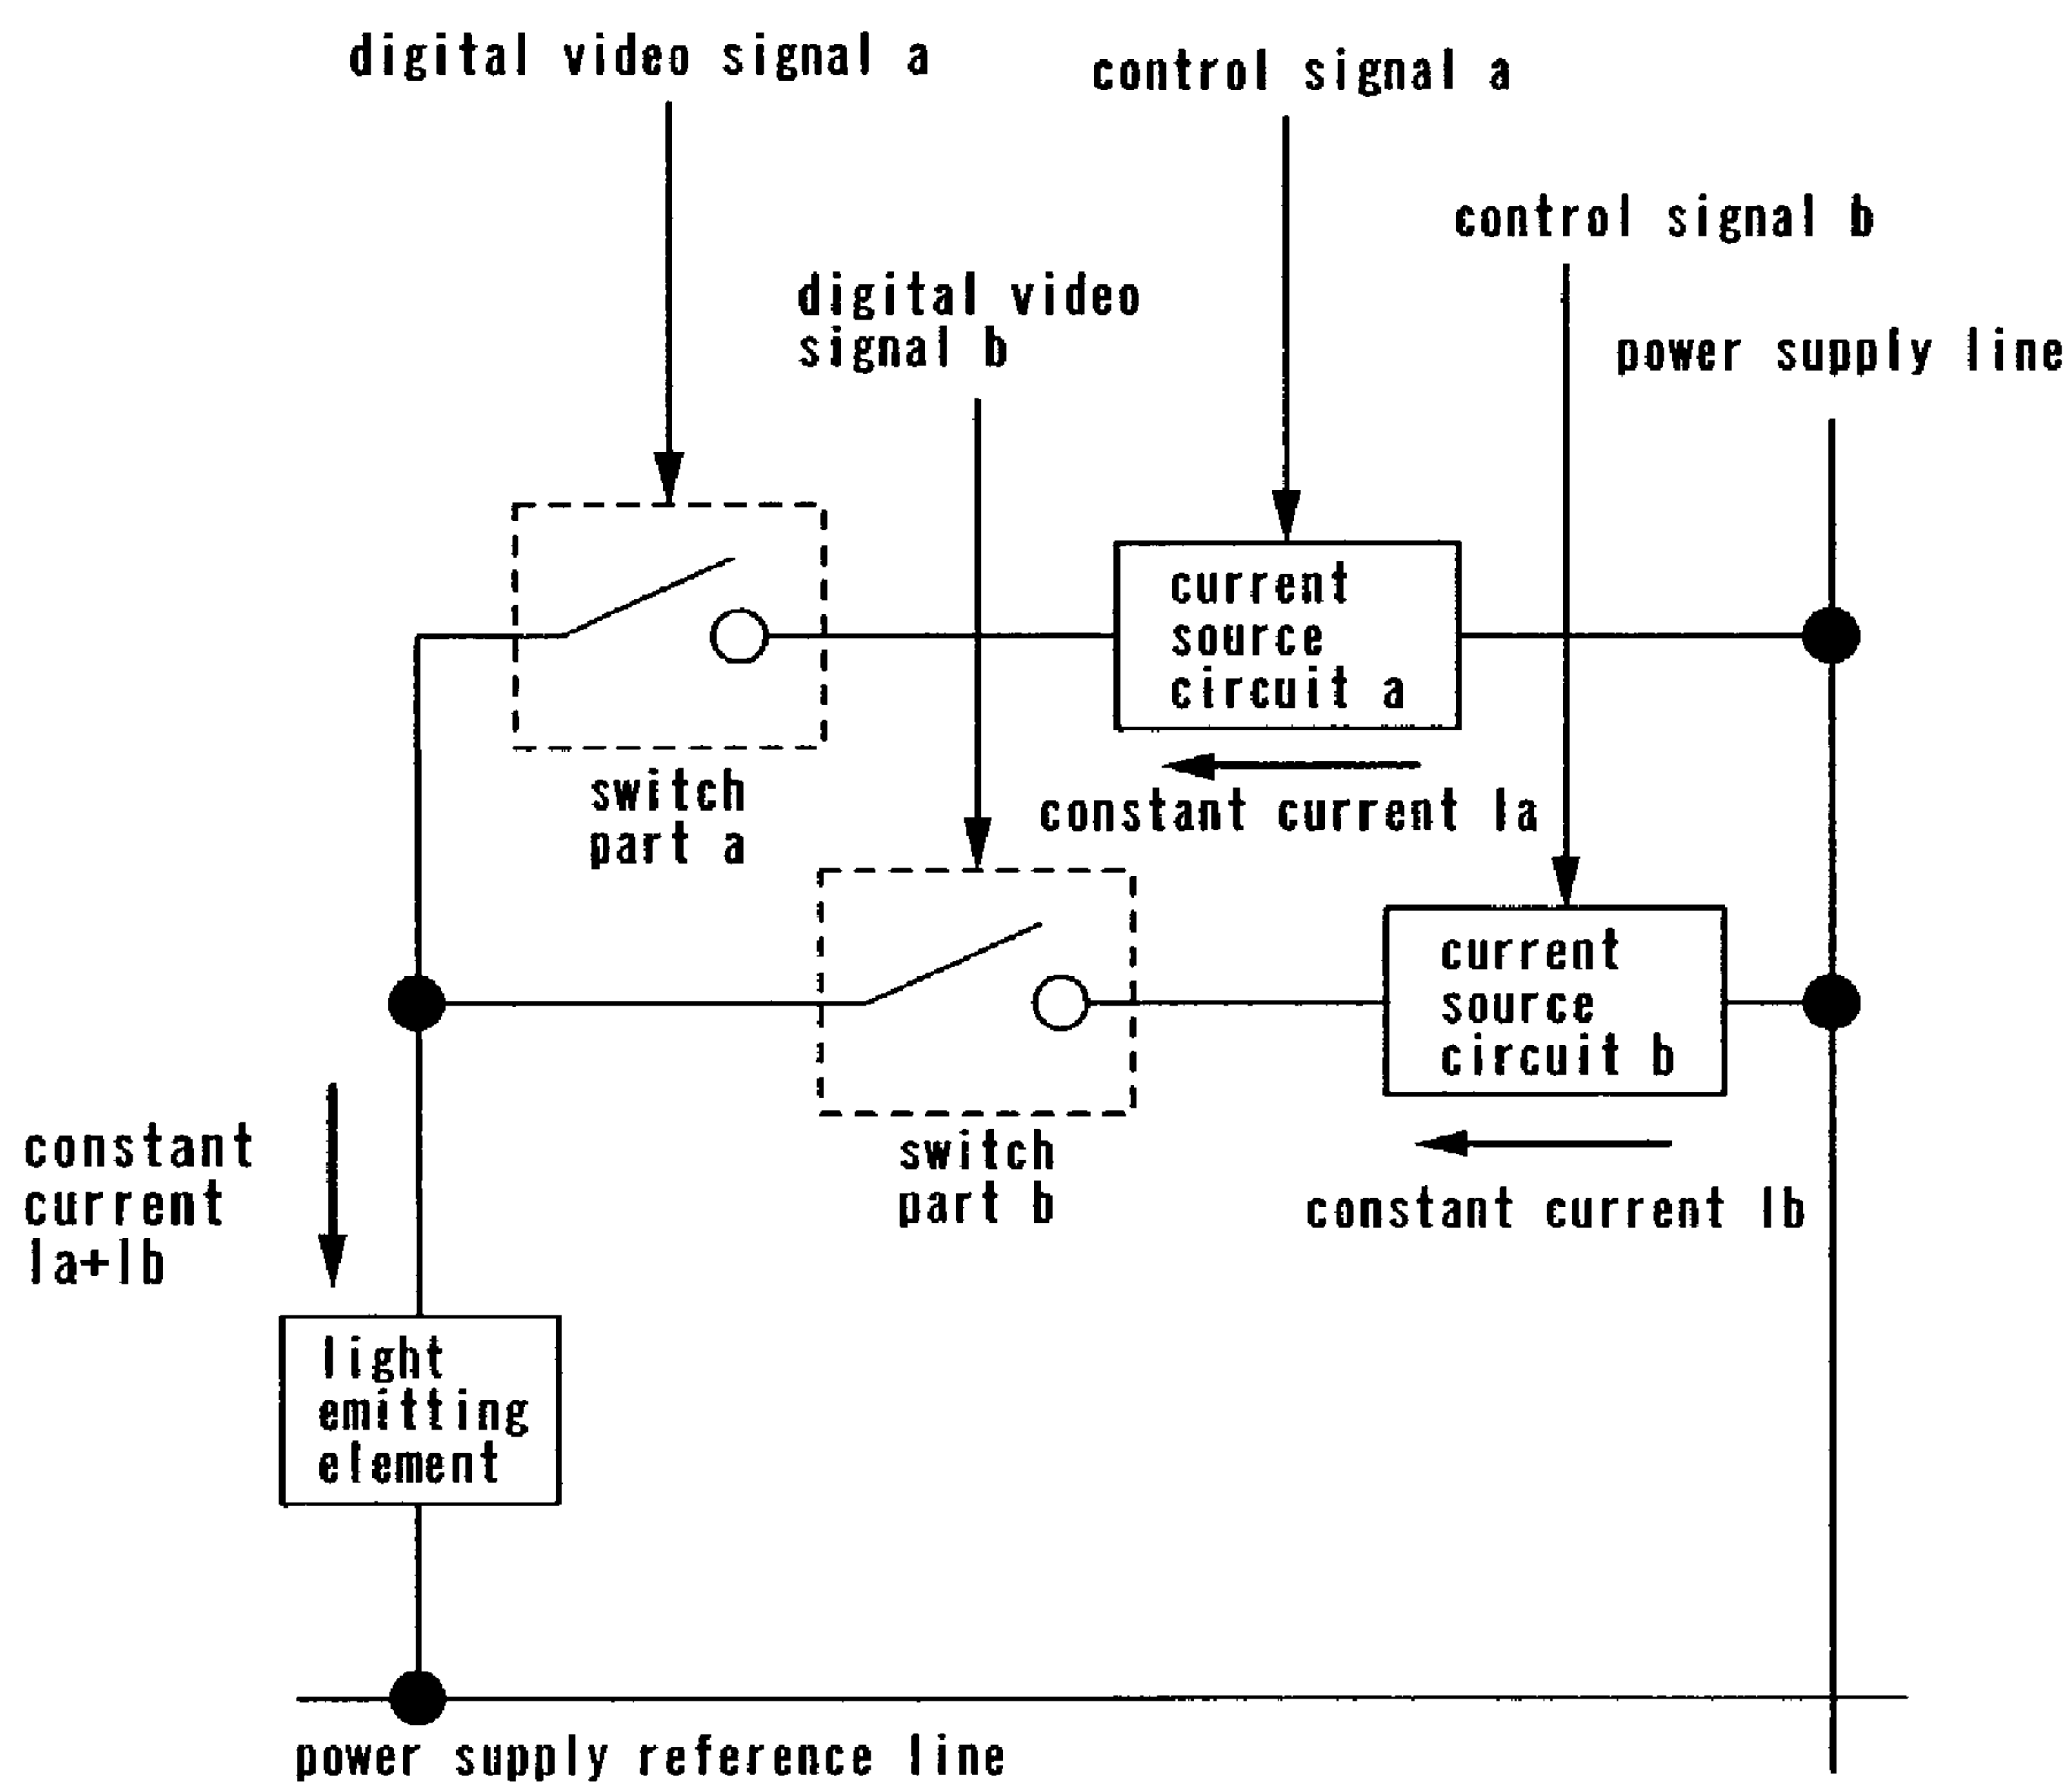 digital video signal a
control signal a
control signal b
digital video
signal b
power supply line
current
source
circuit a
switch
part a
constant current Ia
current
source
circuit b
switch
part b
constant current Ib
constant
current
Ia+Ib
light
emitting
element
power supply reference line